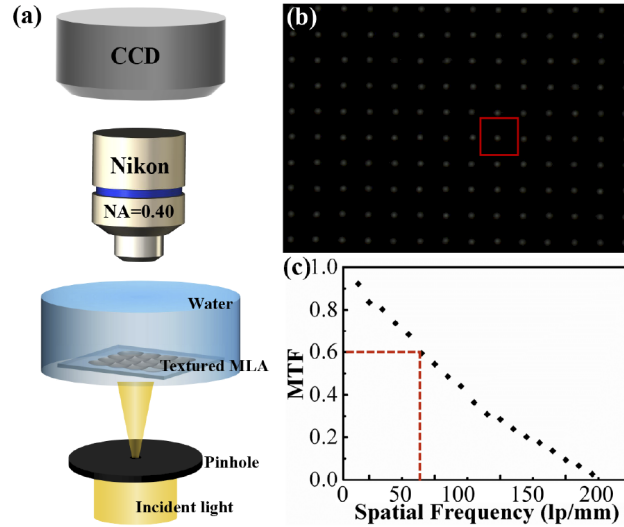 (a)
CCD
Nikon
NA=0.40
Water
Textured MLA
Pinhole
Incident light
(b)
(c)
1.0
0.8
0.6
0.4
0.2
0.0
MTF
0 50 100 150 200
Spatial Frequency (lp/mm)